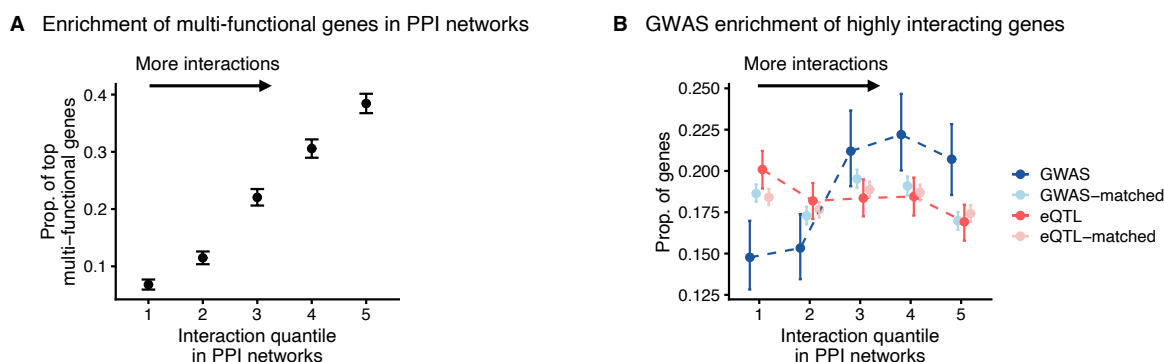 A Enrichment of multi-functional genes in PPI networks
More interactions
Prop. of top
multi−functional genes
0.4
0.3
0.2
0.1
1 2 3 4 5
Interaction quantile
in PPI networks
B GWAS enrichment of highly interacting genes
More interactions
Prop. of genes
0.250
0.225
0.200
0.175
0.150
0.125
1 2 3 4 5
Interaction quantile
in PPI networks
GWAS
GWAS−matched
eQTL
eQTL−matched